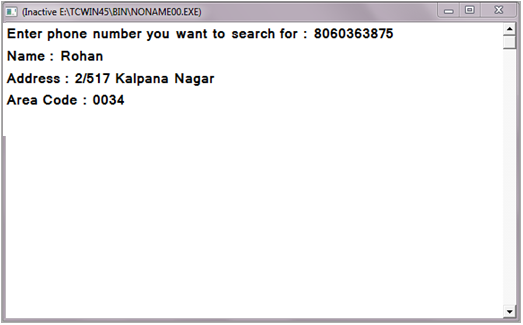 (Inactive E:\TCWIN45\BIN\NONAME00.EXE)
Enter phone number you want to search for : 8060363875
Name : Rohan
Address : 2/517 Kalpana Nagar
Area Code : 0034